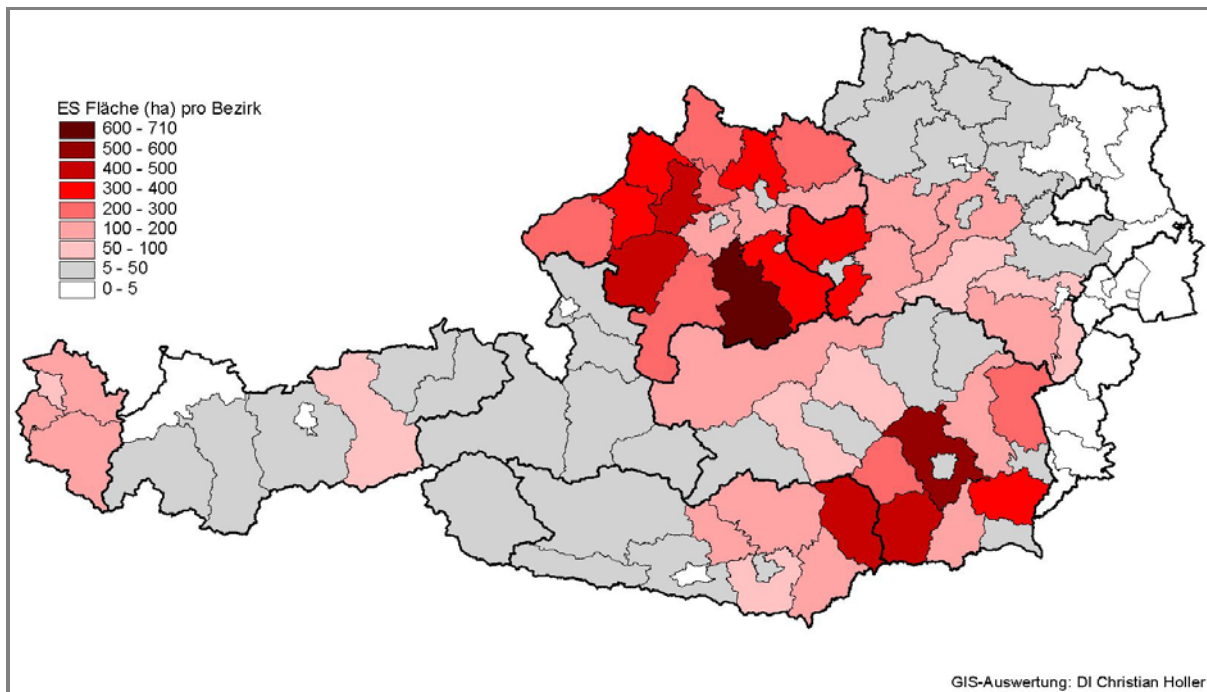 ES Fläche (ha) pro Bezirk
600 - 710
500 - 600
400 - 500
300 - 400
200 - 300
100 - 200
50 - 100
5 - 50
0 - 5
GIS-Auswertung: DI Christian Holler